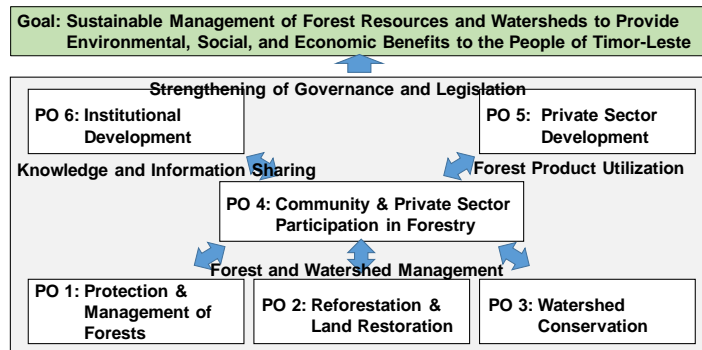 Goal: Sustainable Management of Forest Resources and Watersheds to Provide
Environmental, Social, and Economic Benefits to the People of Timor-Leste
Strengthening of Governance and Legislation
PO 6: Institutional
Development
PO 5: Private Sector
Development
Knowledge and Information Sharing
Forest Product Utilization
PO 4: Community & Private Sector
Participation in Forestry
Forest and Watershed Management
PO 1: Protection &
Management of
Forests
PO 2: Reforestation &
Land Restoration
PO 3: Watershed
Conservation